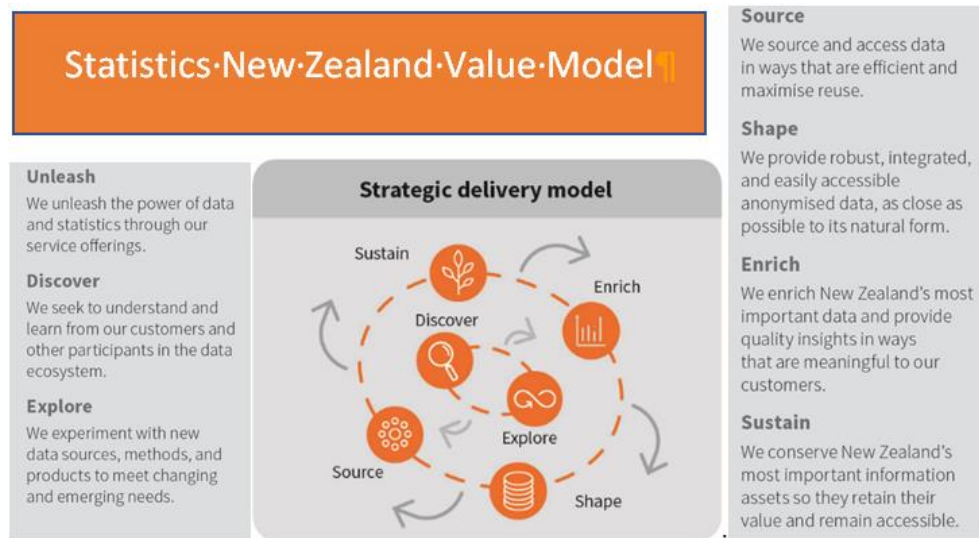 Statistics·New·Zealand·Value·Model¶
Unleash
We unleash the power of data
and statistics through our
service offerings.
Discover
We seek to understand and
learn from our customers and
other participants in the data
ecosystem.
Explore
We experiment with new
data sources, methods, and
products to meet changing
and emerging needs.
Strategic delivery model
Sustain
Enrich
Discover
Explore
Source
Shape
Source
We source and access data
in ways that are efficient and
maximise reuse.
Shape
We provide robust, integrated,
and easily accessible
anonymised data, as close as
possible to its natural form.
Enrich
We enrich New Zealand's most
important data and provide
quality insights in ways
that are meaningful to our
customers.
Sustain
We conserve New Zealand's
most important information
assets so they retain their
value and remain accessible.